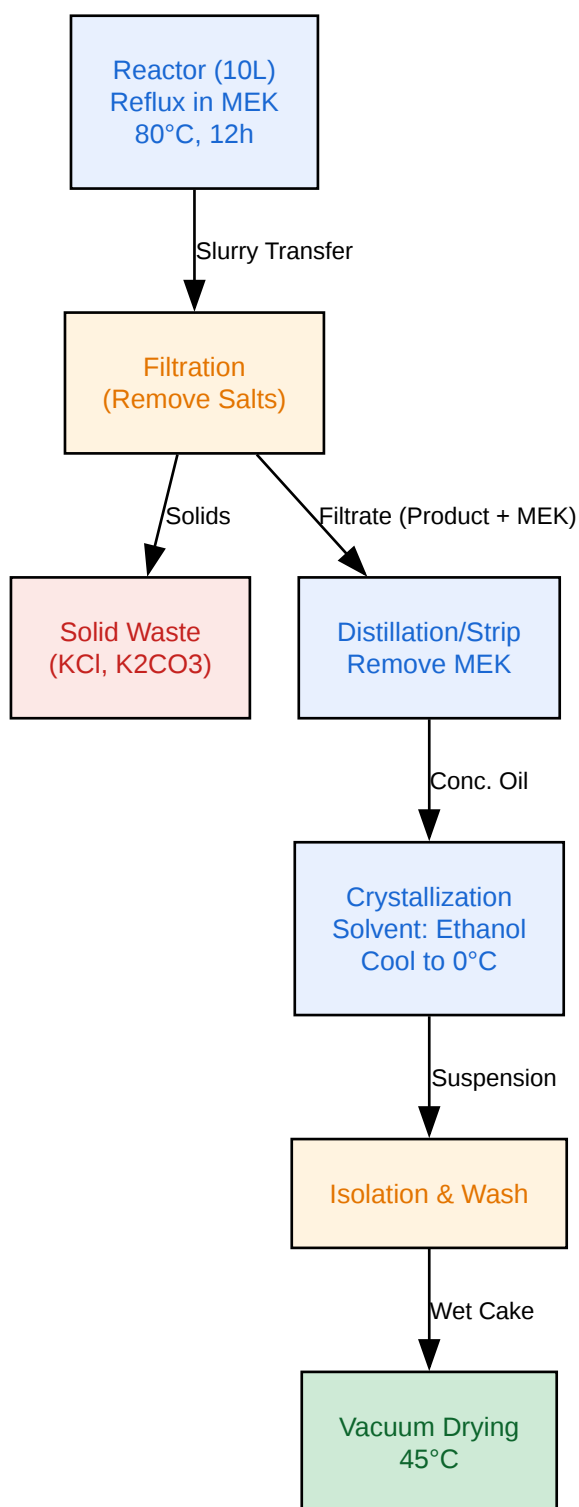 Reactor (10L)
Reflux in MEK
80°C, 12h
Slurry Transfer
Filtration
(Remove Salts)
Solids
Filtrate (Product + MEK)
Solid Waste
(KCl, K2CO3)
Distillation/Strip
Remove MEK
Conc. Oil
Crystallization
Solvent: Ethanol
Cool to 0°C
Suspension
Isolation & Wash
Wet Cake
Vacuum Drying
45°C